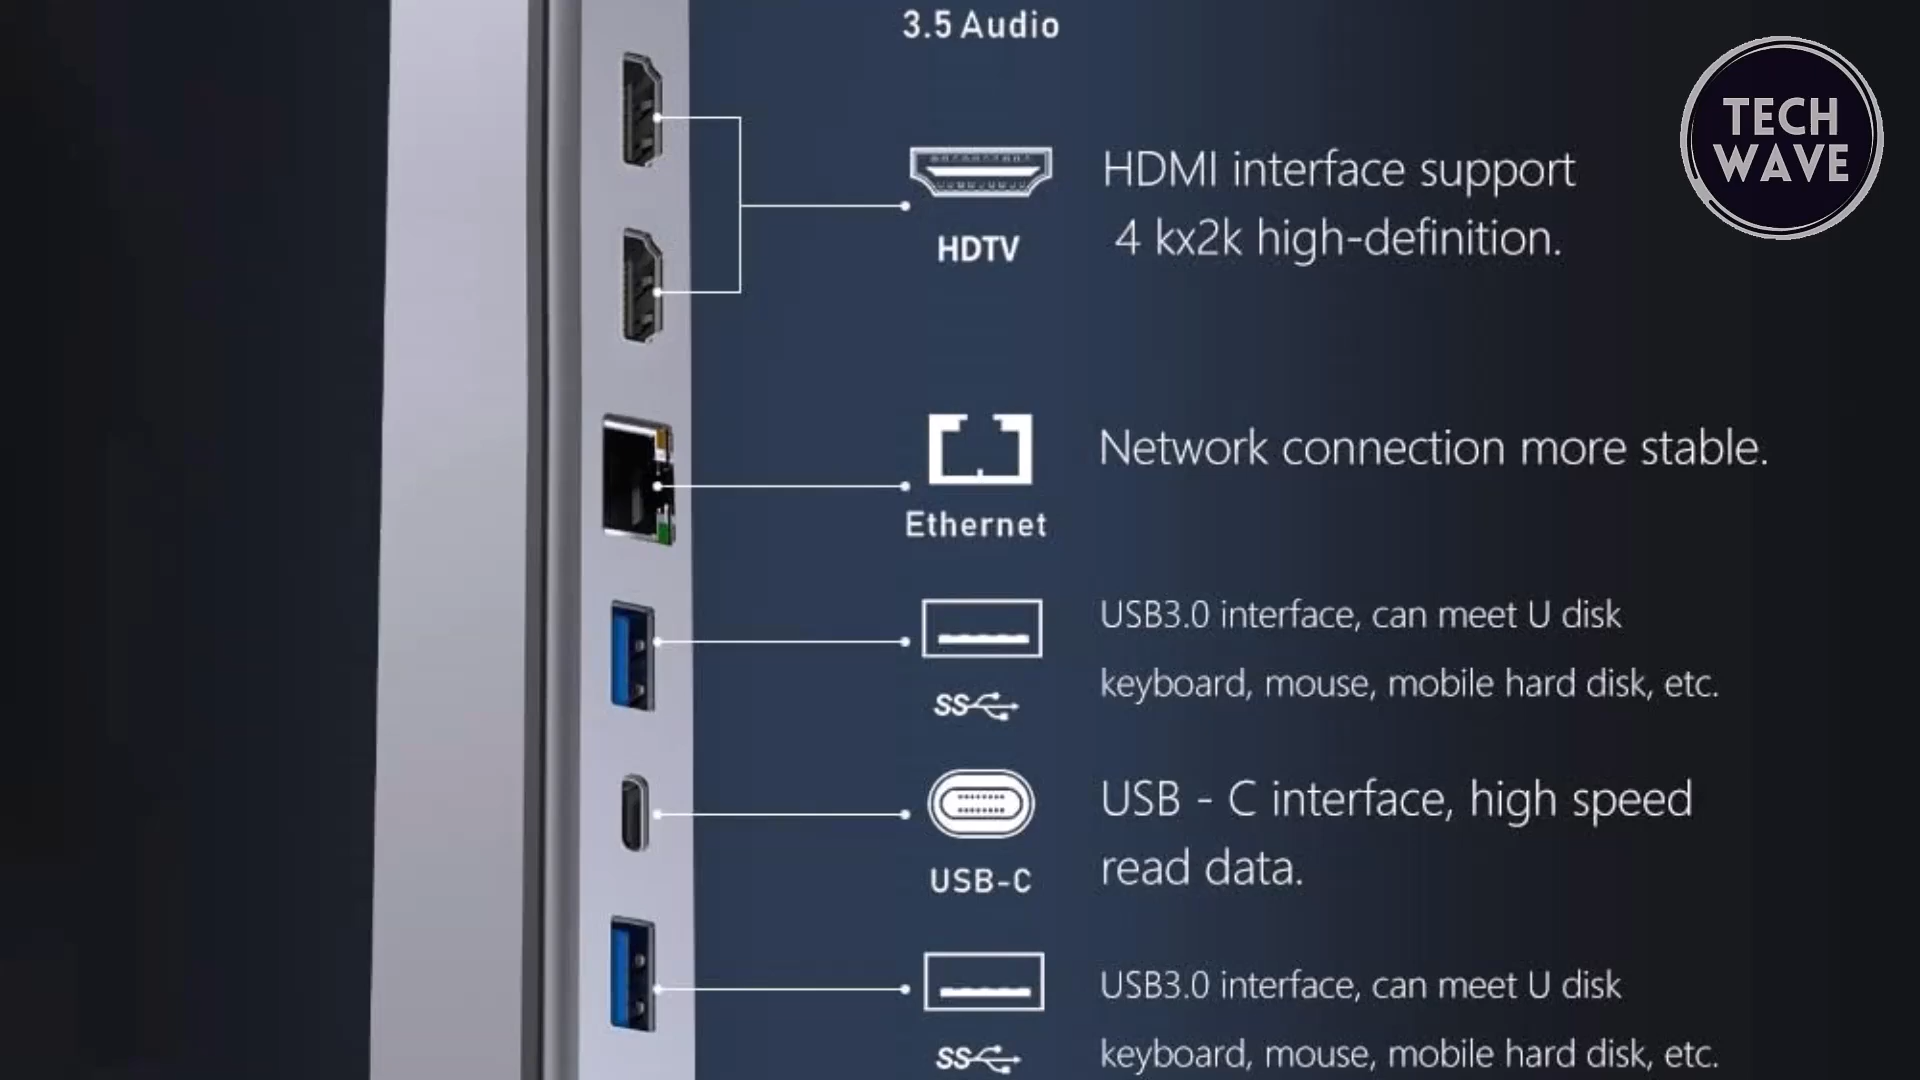 3.5 Audio
TECH
WAVE
HDMI interface support
4 kx2k high-definition.
HDTV
Network connection more stable.
Ethernet
USB3.0 interface, can meet U disk
keyboard, mouse, mobile hard disk, etc.
SS
USB - C interface, high speed
read data.
USB-C
USB3.0 interface, can meet U disk
keyboard, mouse, mobile hard disk, etc.
SS